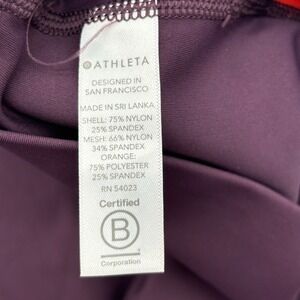 ATHLETA
DESIGNED IN
SAN FRANCISCO
MADE IN SRI LANKA
SHELL: 75% NYLON
25% SPANDEX
MESH: 66% NYLON
34% SPANDEX
ORANGE:
75% POLYESTER
25% SPANDEX
RN 54023
Certified
B
Corporation